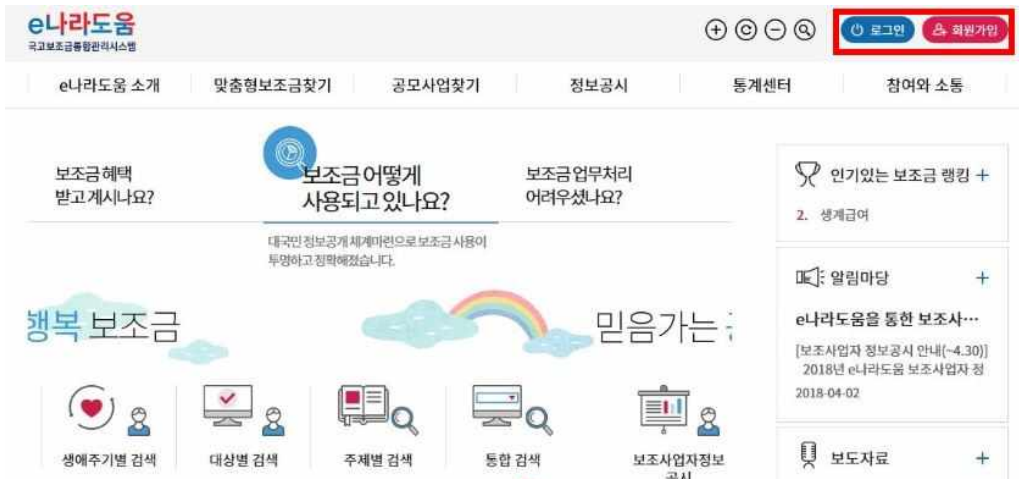 e나라도움
국고보조금통합관리시스템
로그인
회원가입
e나라도움 소개
맞춤형보조금찾기
공모사업찾기
정보공시
통계센터
참여와 소통
보조금 혜택
받고 계시나요?
보조금 어떻게
사용되고 있나요?
보조금 업무처리
어려우셨나요?
대국민 정보공개 체계마련으로 보조금 사용이
투명하고 정확해졌습니다.
행복 보조금
믿음가는
생애주기별 검색
대상별 검색
주제별 검색
통합 검색
보조사업자정보
공시
인기있는 보조금 랭킹 +
2. 생계급여
알림마당 +
e나라도움을 통한 보조사…
[보조사업자 정보공시 안내(~4.30)]
2018년 e나라도움 보조사업자 정
2018-04-02
보도자료 +